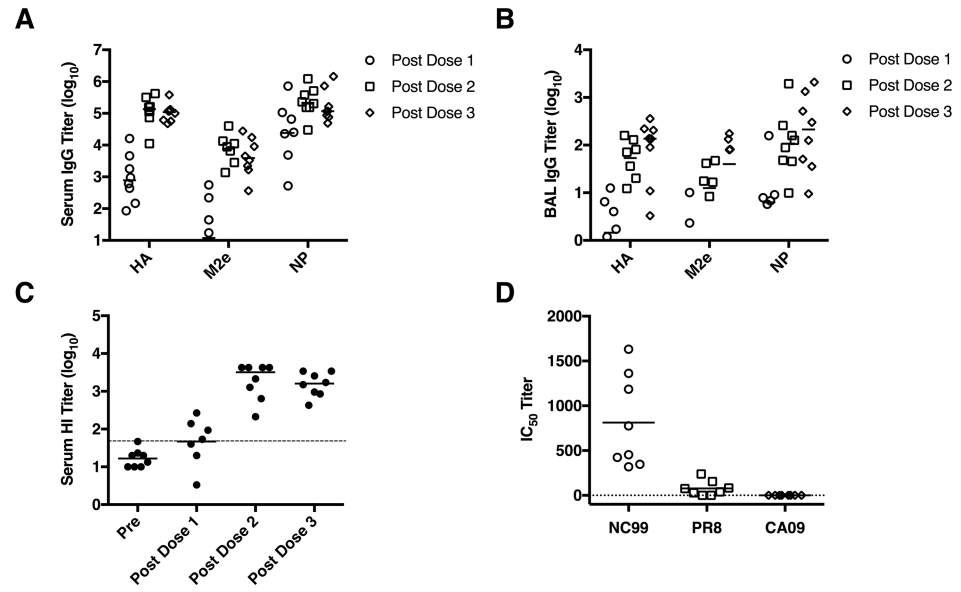 A
Serum IgG Titer (log10)
7
6
5
4
3
2
1
HA
M2e
NP
Post Dose 1
Post Dose 2
Post Dose 3
B
BAL IgG Titer (log10)
4
3
2
1
0
HA
M2e
NP
Post Dose 1
Post Dose 2
Post Dose 3
C
Serum HI Titer (log10)
5
4
3
2
1
0
Pre
Post Dose 1
Post Dose 2
Post Dose 3
D
IC50 Titer
2000
1500
1000
500
0
NC99
PR8
CA09